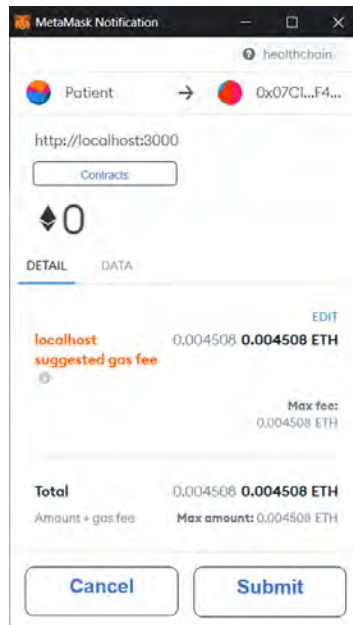 MetaMask Notification
healthchain
Patient → 0x07C1...F4...
http://localhost:3000
Contracts
0
DETAIL DATA
EDIT
localhost 0.004508 0.004508 ETH
suggested gas fee
Max fee:
0.004508 ETH
Total 0.004508 0.004508 ETH
Amount + gas fee Max amount: 0.004508 ETH
Cancel Submit